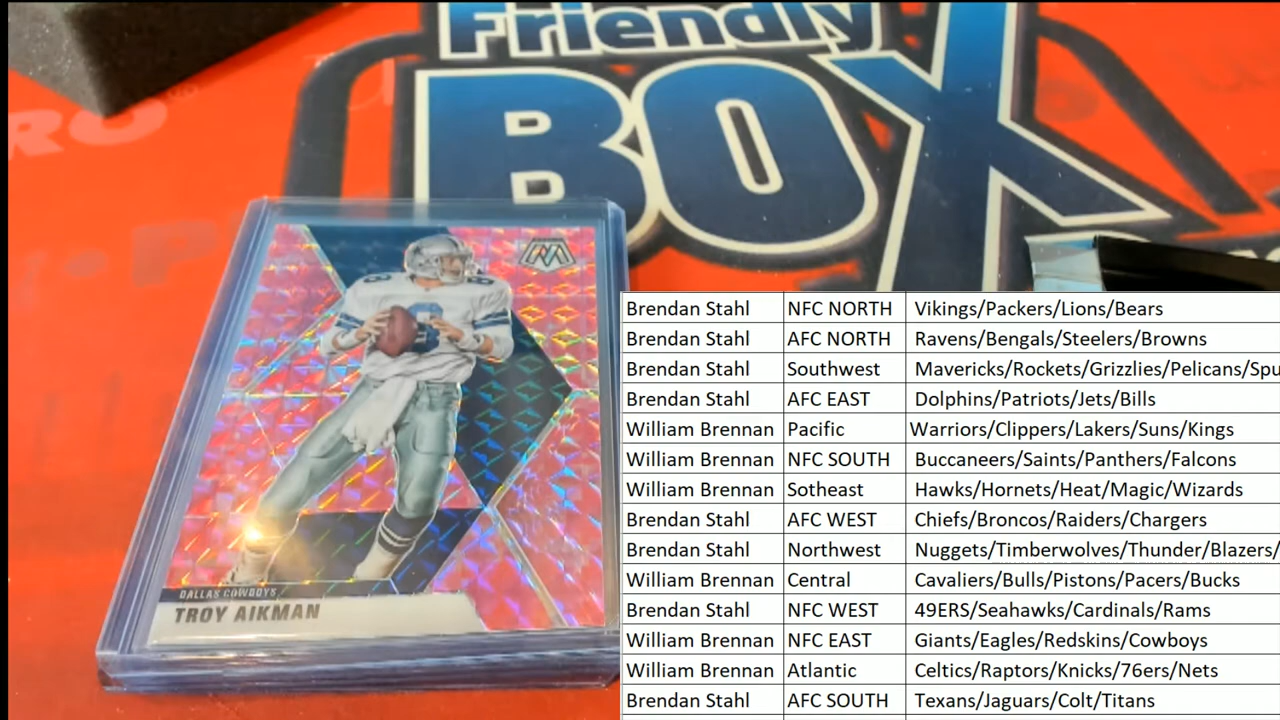 Friendly
BOX
RO
8
DALLAS COWBOYS
TROY AIKMAN
Brendan Stahl NFC NORTH Vikings/Packers/Lions/Bears
Brendan Stahl AFC NORTH Ravens/Bengals/Steelers/Browns
Brendan Stahl Southwest Mavericks/Rockets/Grizzlies/Pelicans/Spu
Brendan Stahl AFC EAST Dolphins/Patriots/Jets/Bills
William Brennan Pacific Warriors/Clippers/Lakers/Suns/Kings
William Brennan NFC SOUTH Buccaneers/Saints/Panthers/Falcons
William Brennan Sotheast Hawks/Hornets/Heat/Magic/Wizards
Brendan Stahl AFC WEST Chiefs/Broncos/Raiders/Chargers
Brendan Stahl Northwest Nuggets/Timberwolves/Thunder/Blazers/
William Brennan Central Cavaliers/Bulls/Pistons/Pacers/Bucks
Brendan Stahl NFC WEST 49ERS/Seahawks/Cardinals/Rams
William Brennan NFC EAST Giants/Eagles/Redskins/Cowboys
William Brennan Atlantic Celtics/Raptors/Knicks/76ers/Nets
Brendan Stahl AFC SOUTH Texans/Jaguars/Colt/Titans